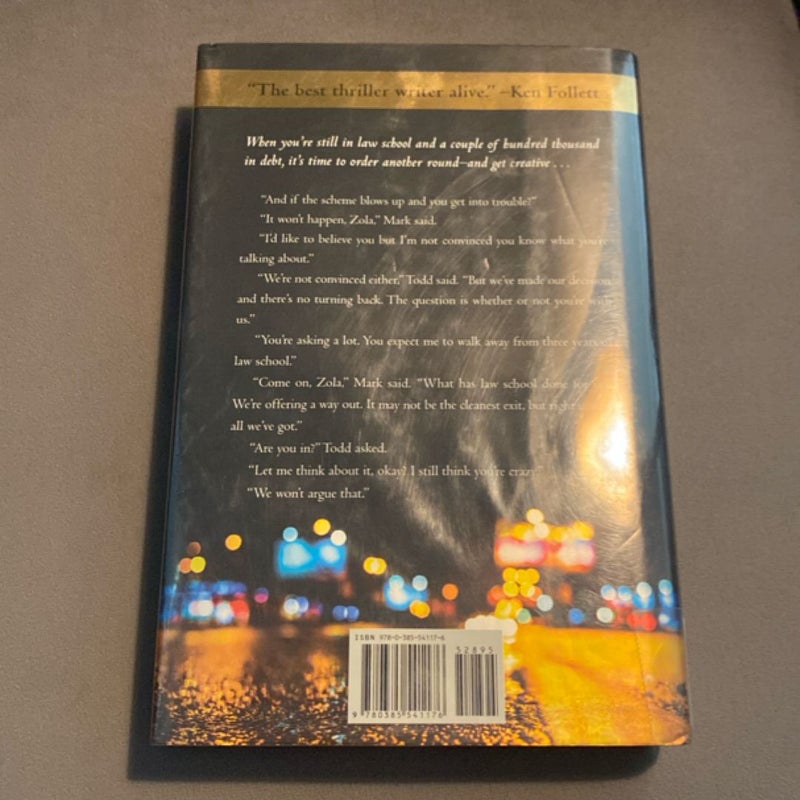 “The best thriller writer alive.” —Ken Follett
When you’re still in law school and a couple of hundred thousand
in debt, it’s time to order another round—and get creative . . .
“And if the scheme blows up and you get into trouble?”
“It won’t happen, Zola,” Mark said.
“I’d like to believe you but I’m not convinced you know what you’re
talking about.”
“We’re not convinced either,” Todd said. “But we’ve made our decision
and there’s no turning back. The question is whether or not you’re with
us.”
“You’re asking a lot. You expect me to walk away from three years
law school.”
“Come on, Zola,” Mark said. “What has law school done for
We’re offering a way out. It may not be the cleanest exit, but right
all we’ve got.”
“Are you in?” Todd asked.
“Let me think about it, okay? I still think you’re crazy.”
“We won’t argue that.”
ISBN 978-0-385-54117-6
52895
9 780385 541176